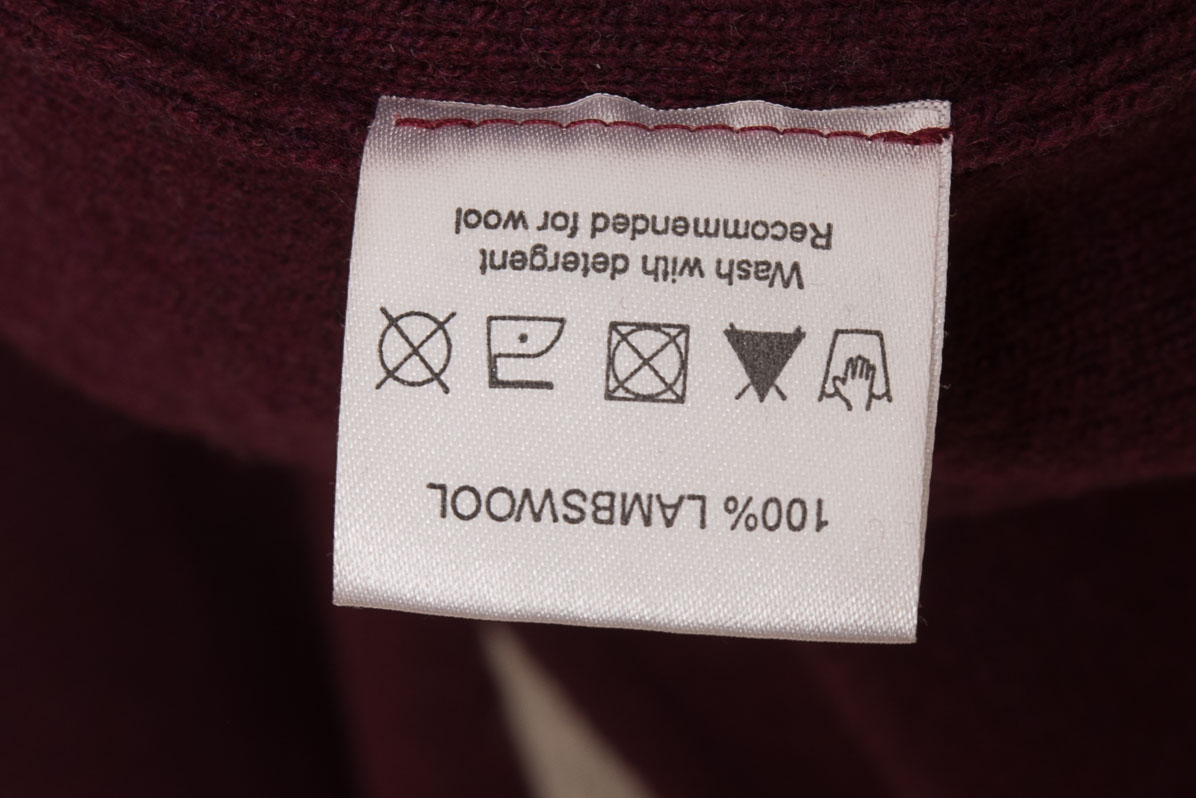 100% LAMBSWOOL
Wash with detergent
Recommended for wool